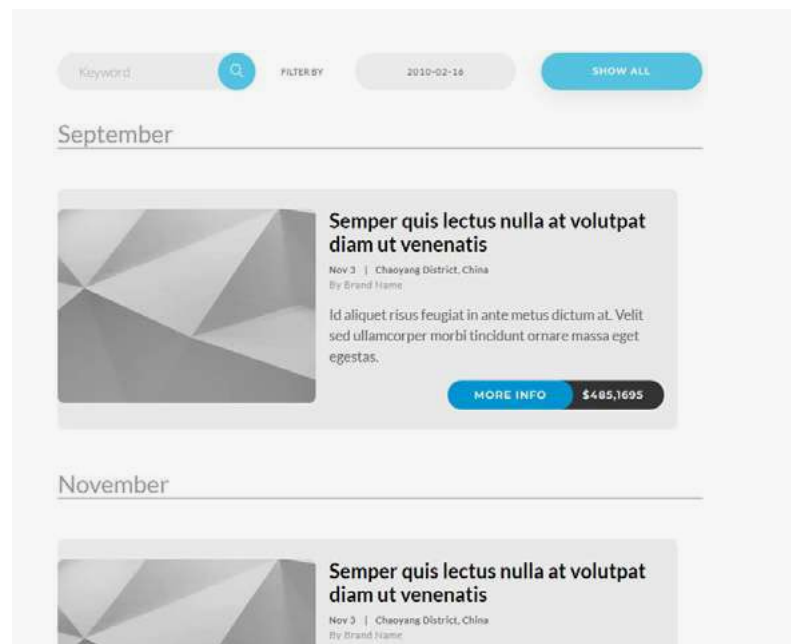 Keyword
FILTER BY
2010-02-16
SHOW ALL
September
Semper quis lectus nulla at volutpat
diam ut venenatis
Nov 3 | Chaoyang District, China
By Brand Name
Id aliquet risus feugiat in ante metus dictum at. Velit
sed ullamcorper morbi tincidunt ornare massa eget
egestas.
MORE INFO
$485,1695
November
Semper quis lectus nulla at volutpat
diam ut venenatis
Nov 3 | Chaoyang District, China
By Brand Name